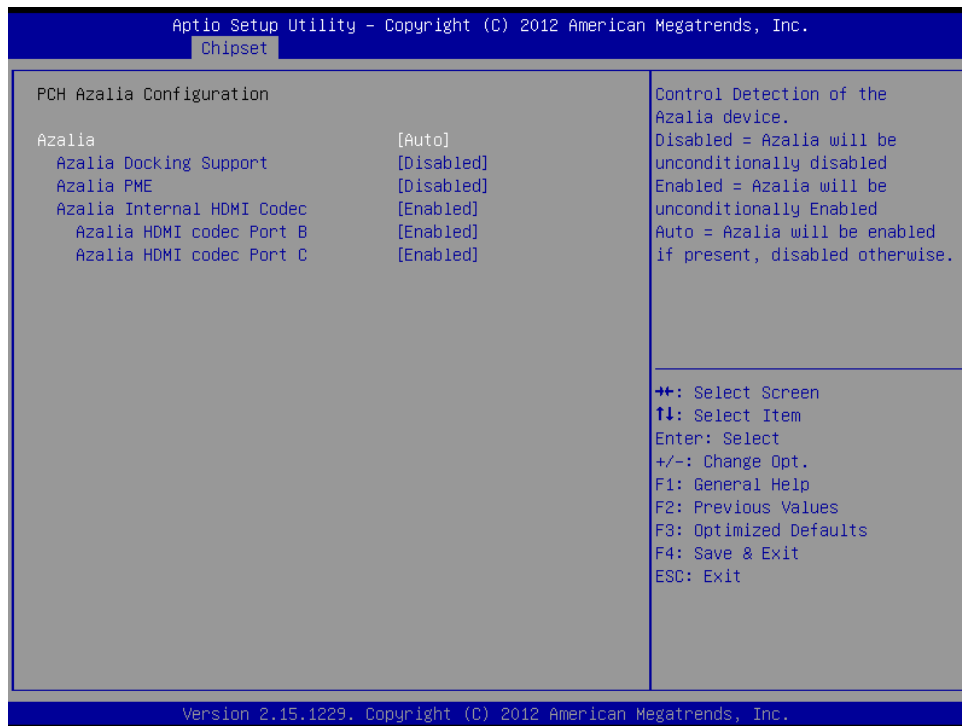 Aptio Setup Utility – Copyright (C) 2012 American Megatrends, Inc.
Chipset
PCH Azalia Configuration
Azalia [Auto]
Azalia Docking Support [Disabled]
Azalia PME [Disabled]
Azalia Internal HDMI Codec [Enabled]
Azalia HDMI codec Port B [Enabled]
Azalia HDMI codec Port C [Enabled]
Control Detection of the
Azalia device.
Disabled = Azalia will be
unconditionally disabled
Enabled = Azalia will be
unconditionally Enabled
Auto = Azalia will be enabled
if present, disabled otherwise.
→←: Select Screen
↑↓: Select Item
Enter: Select
+/-: Change Opt.
F1: General Help
F2: Previous Values
F3: Optimized Defaults
F4: Save & Exit
ESC: Exit
Version 2.15.1229. Copyright (C) 2012 American Megatrends, Inc.